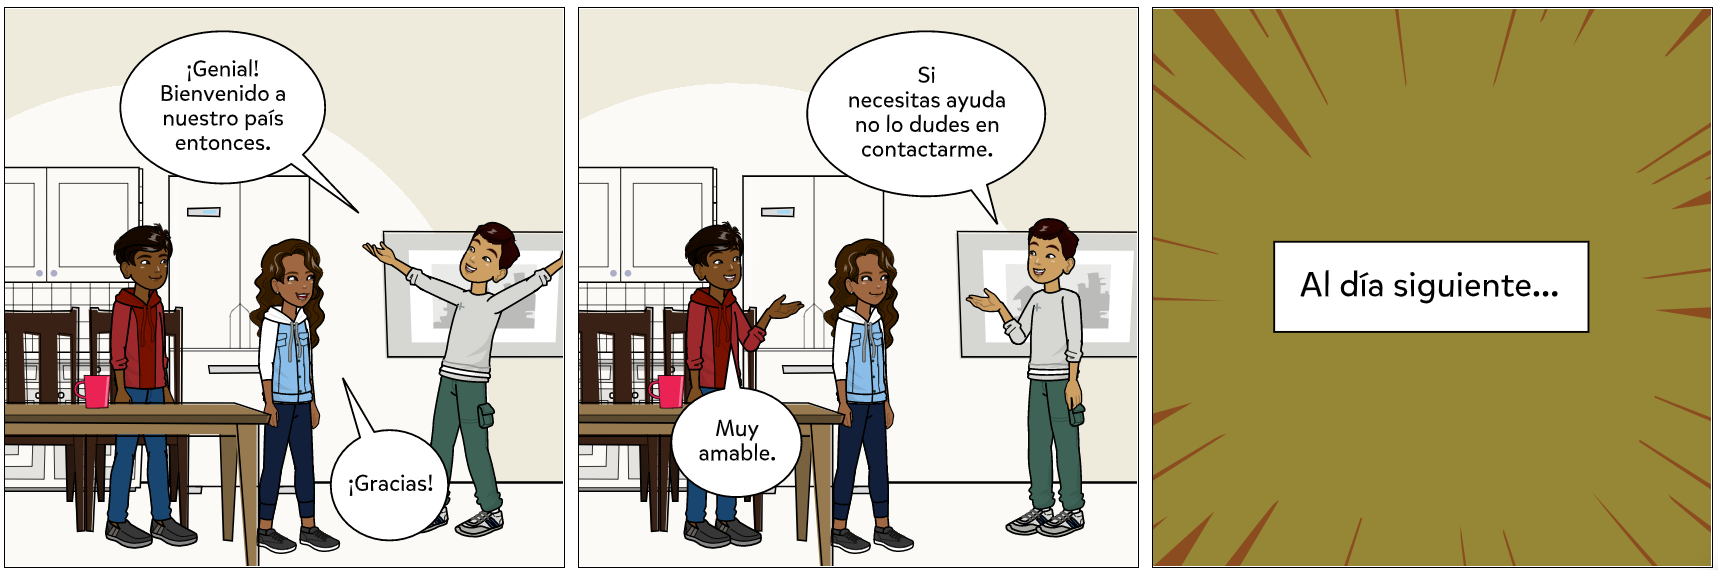 ¡Genial!
Bienvenido a
nuestro país
entonces.
¡Gracias!
Si
necesitas ayuda
no lo dudes en
contactarme.
Muy
amable.
Al día siguiente...